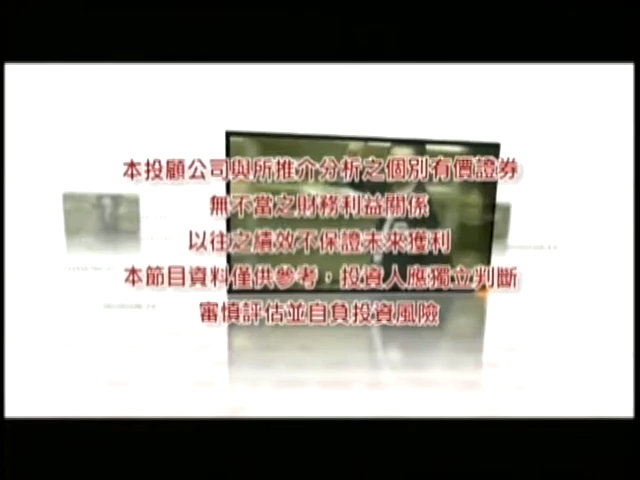 本投顧公司與所推介分析之個別有價證券
無不當之財務利益關係
以往之績效不保證未來獲利
本節目資料僅供參考，投資人應獨立判斷
審慎評估並自負投資風險